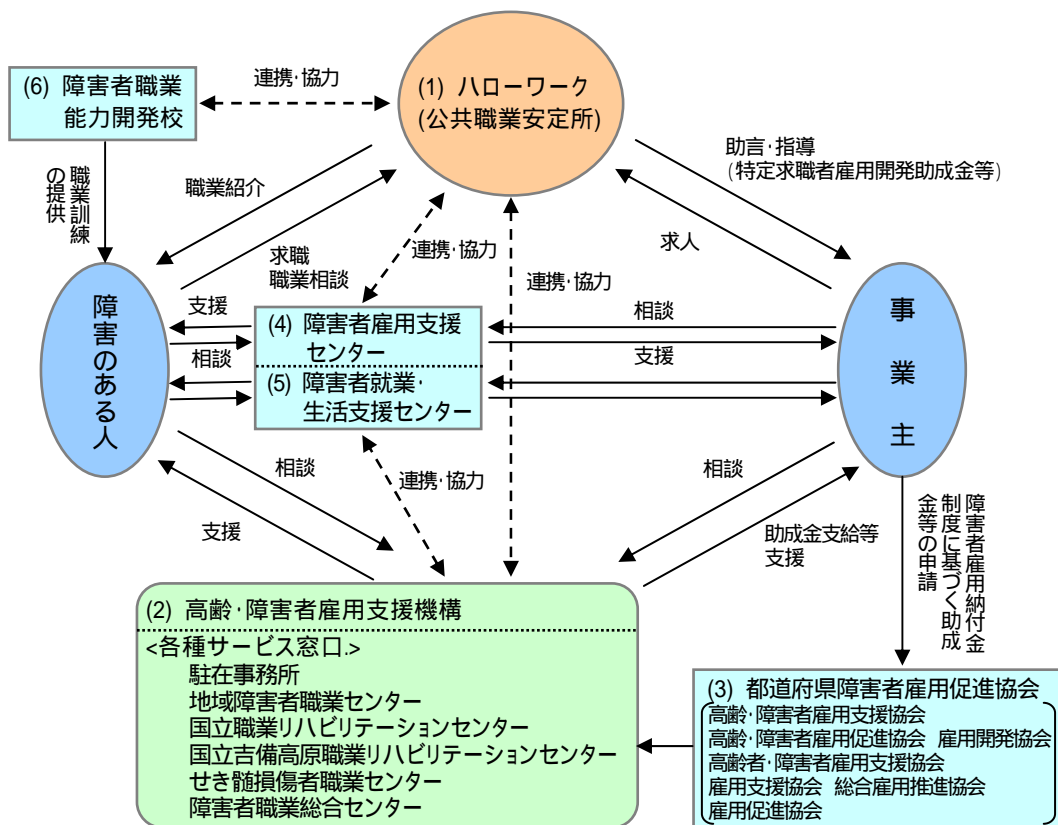 (6) 障害者職業
能力開発校
連携・協力
(1) ハローワーク
(公共職業安定所)
助言・指導
(特定求職者雇用開発助成金等)
職業訓練
の提供
職業紹介
求職
職業相談
連携・協力
連携・協力
求人
障害のある人
支援
相談
(4) 障害者雇用支援
センター
(5) 障害者就業・
生活支援センター
相談
支援
事業主
相談
支援
連携・協力
相談
助成金支給等
支援
障害者雇用納付金
制度に基づく助成
金等の申請
(2) 高齢・障害者雇用支援機構
<各種サービス窓口.>
駐在事務所
地域障害者職業センター
国立職業リハビリテーションセンター
国立吉備高原職業リハビリテーションセンター
せき髄損傷者職業センター
障害者職業総合センター
(3) 都道府県障害者雇用促進協会
高齢・障害者雇用支援協会
高齢・障害者雇用促進協会 雇用開発協会
高齢者・障害者雇用支援協会
雇用支援協会 総合雇用推進協会
雇用促進協会